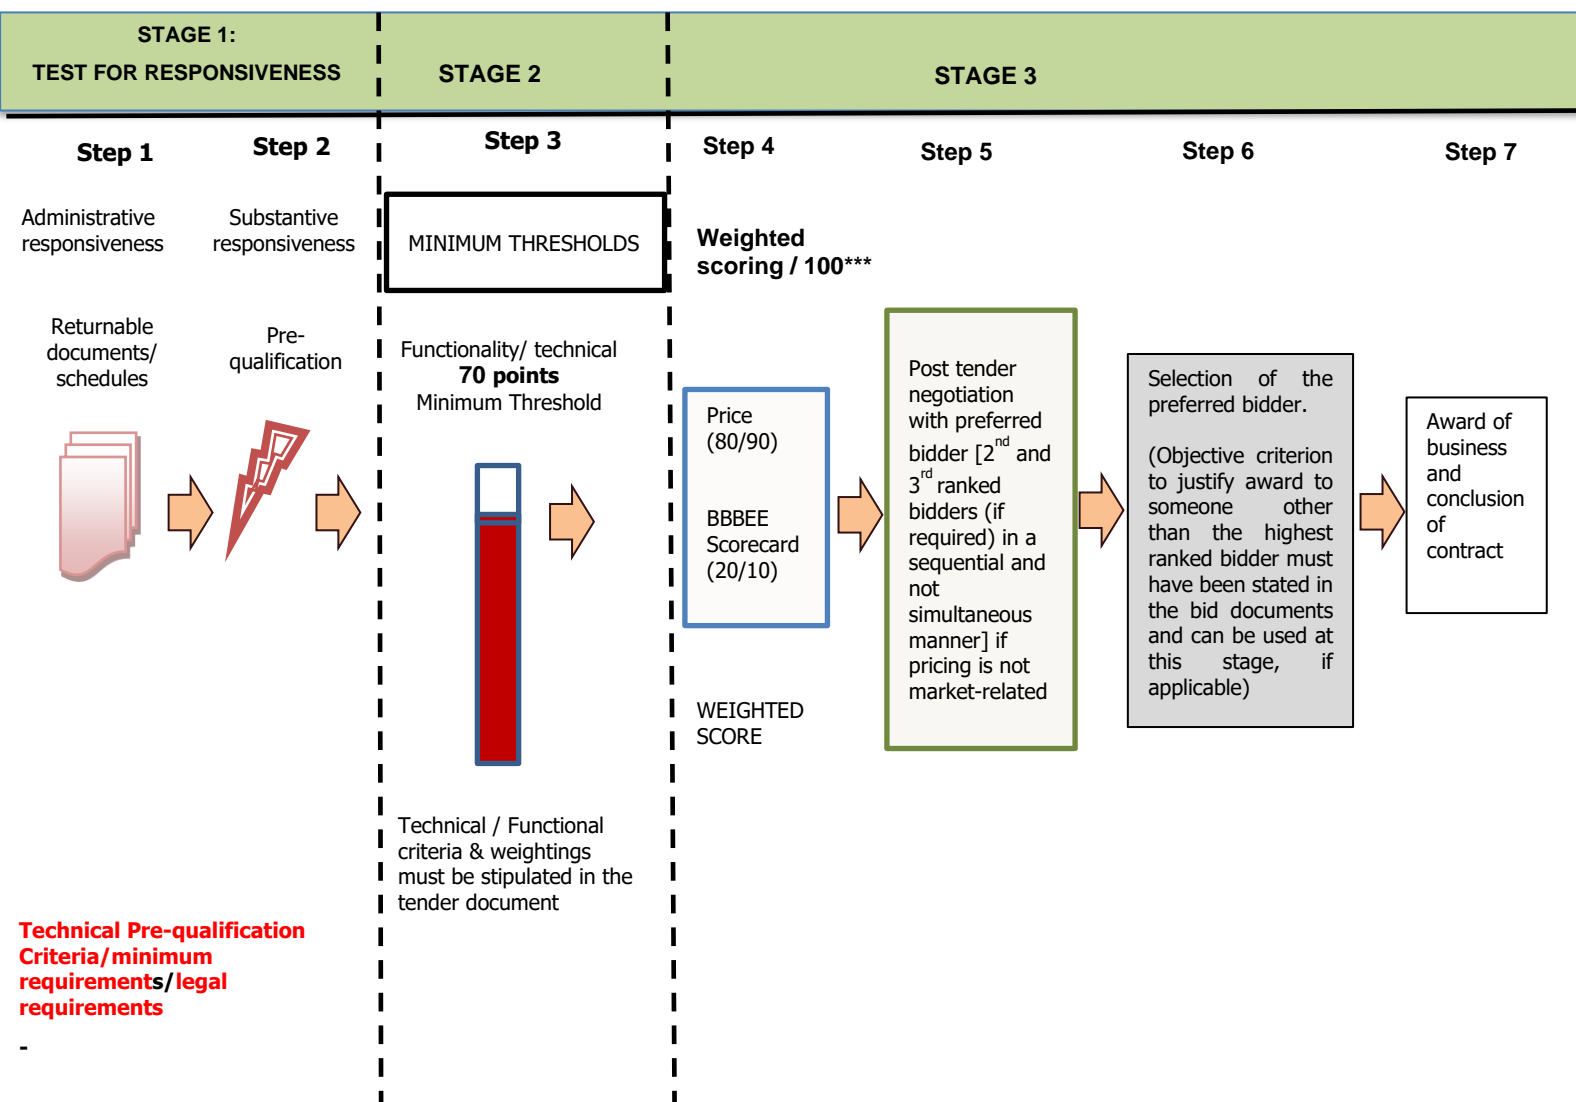 STAGE 1:
TEST FOR RESPONSIVENESS
STAGE 2
STAGE 3
Step 1
Step 2
Step 3
Step 4
Step 5
Step 6
Step 7
Administrative
responsiveness
Substantive
responsiveness
MINIMUM THRESHOLDS
Weighted
scoring / 100***
Returnable
documents/
schedules
Pre-
qualification
Functionality/ technical
70 points
Minimum Threshold
Price
(80/90)
BBBEE
Scorecard
(20/10)
Post tender
negotiation
with preferred
bidder [2nd and
3rd ranked
bidders (if
required) in a
sequential and
not
simultaneous
manner] if
pricing is not
market-related
Selection of the
preferred bidder.
(Objective criterion
to justify award to
someone other
than the highest
ranked bidder must
have been stated in
the bid documents
and can be used at
this stage, if
applicable)
Award of
business
and
conclusion
of
contract
WEIGHTED
SCORE
Technical / Functional
criteria & weightings
must be stipulated in the
tender document
Technical Pre-qualification
Criteria/minimum
requirements/legal
requirements
-